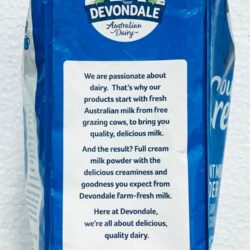 DEVONDALE
Australian
Dairy
We are passionate about
dairy. That's why our
products start with fresh
Australian milk from free
grazing cows, to bring you
quality, delicious milk.
And the result? Full cream
milk powder with the
delicious creaminess and
goodness you expect from
Devondale farm-fresh milk.
Here at Devondale,
we're all about delicious,
quality dairy.